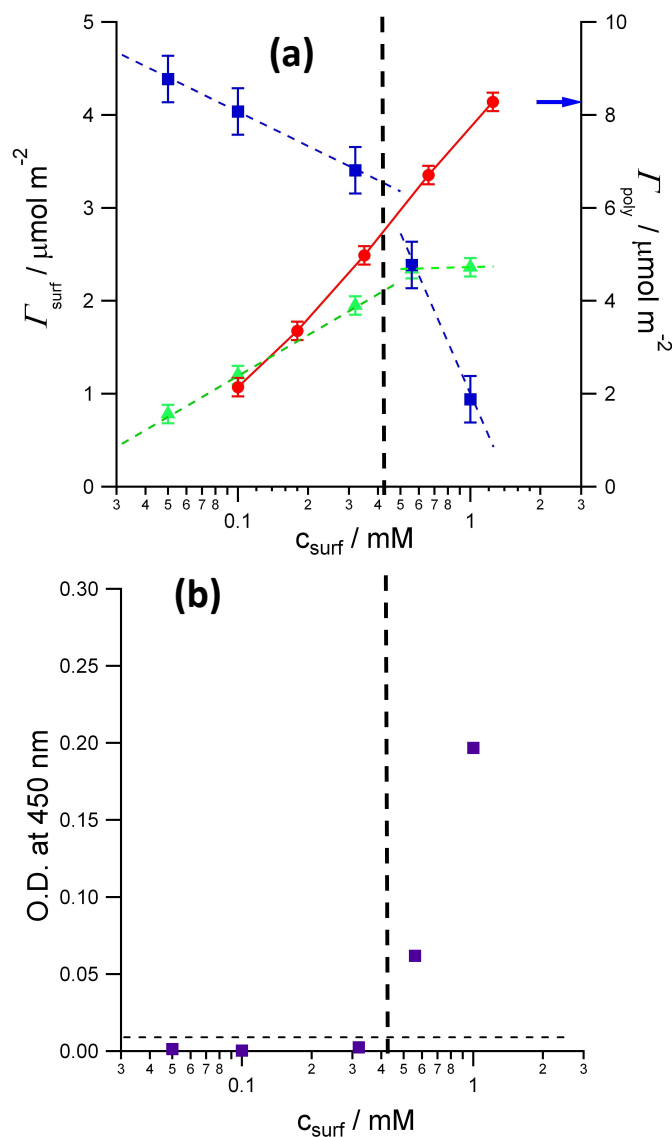 (a)
5
4
3
2
1
0
Γsurf / μmol m⁻²
10
8
6
4
2
0
Γpoly / μmol m⁻²
3 4 5 6 7 8 0.1 2 3 4 5 6 7 8 1 2 3
csurf / mM
(b)
0.30
0.25
0.20
0.15
0.10
0.05
0.00
O.D. at 450 nm
3 4 5 6 7 8 0.1 2 3 4 5 6 7 8 1 2 3
csurf / mM